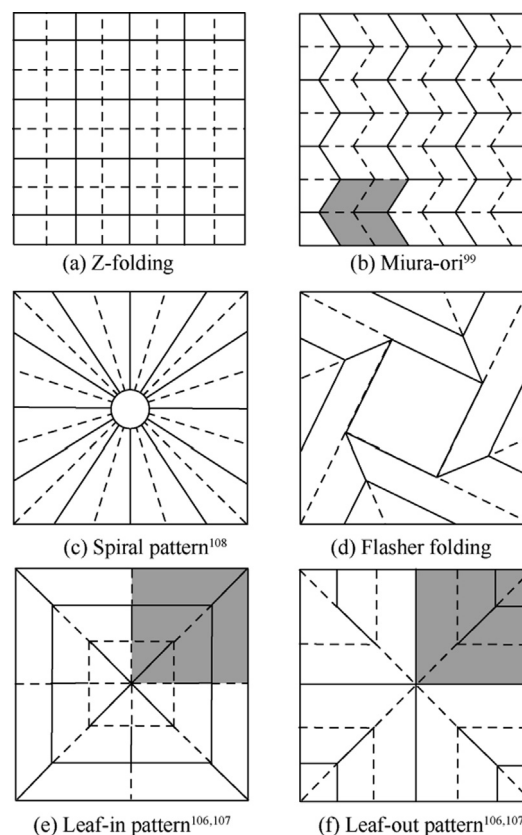 (a) Z-folding
(b) Miura-ori⁹⁹
(c) Spiral pattern¹⁰⁸
(d) Flasher folding
(e) Leaf-in pattern¹⁰⁶,¹⁰⁷
(f) Leaf-out pattern¹⁰⁶,¹⁰⁷